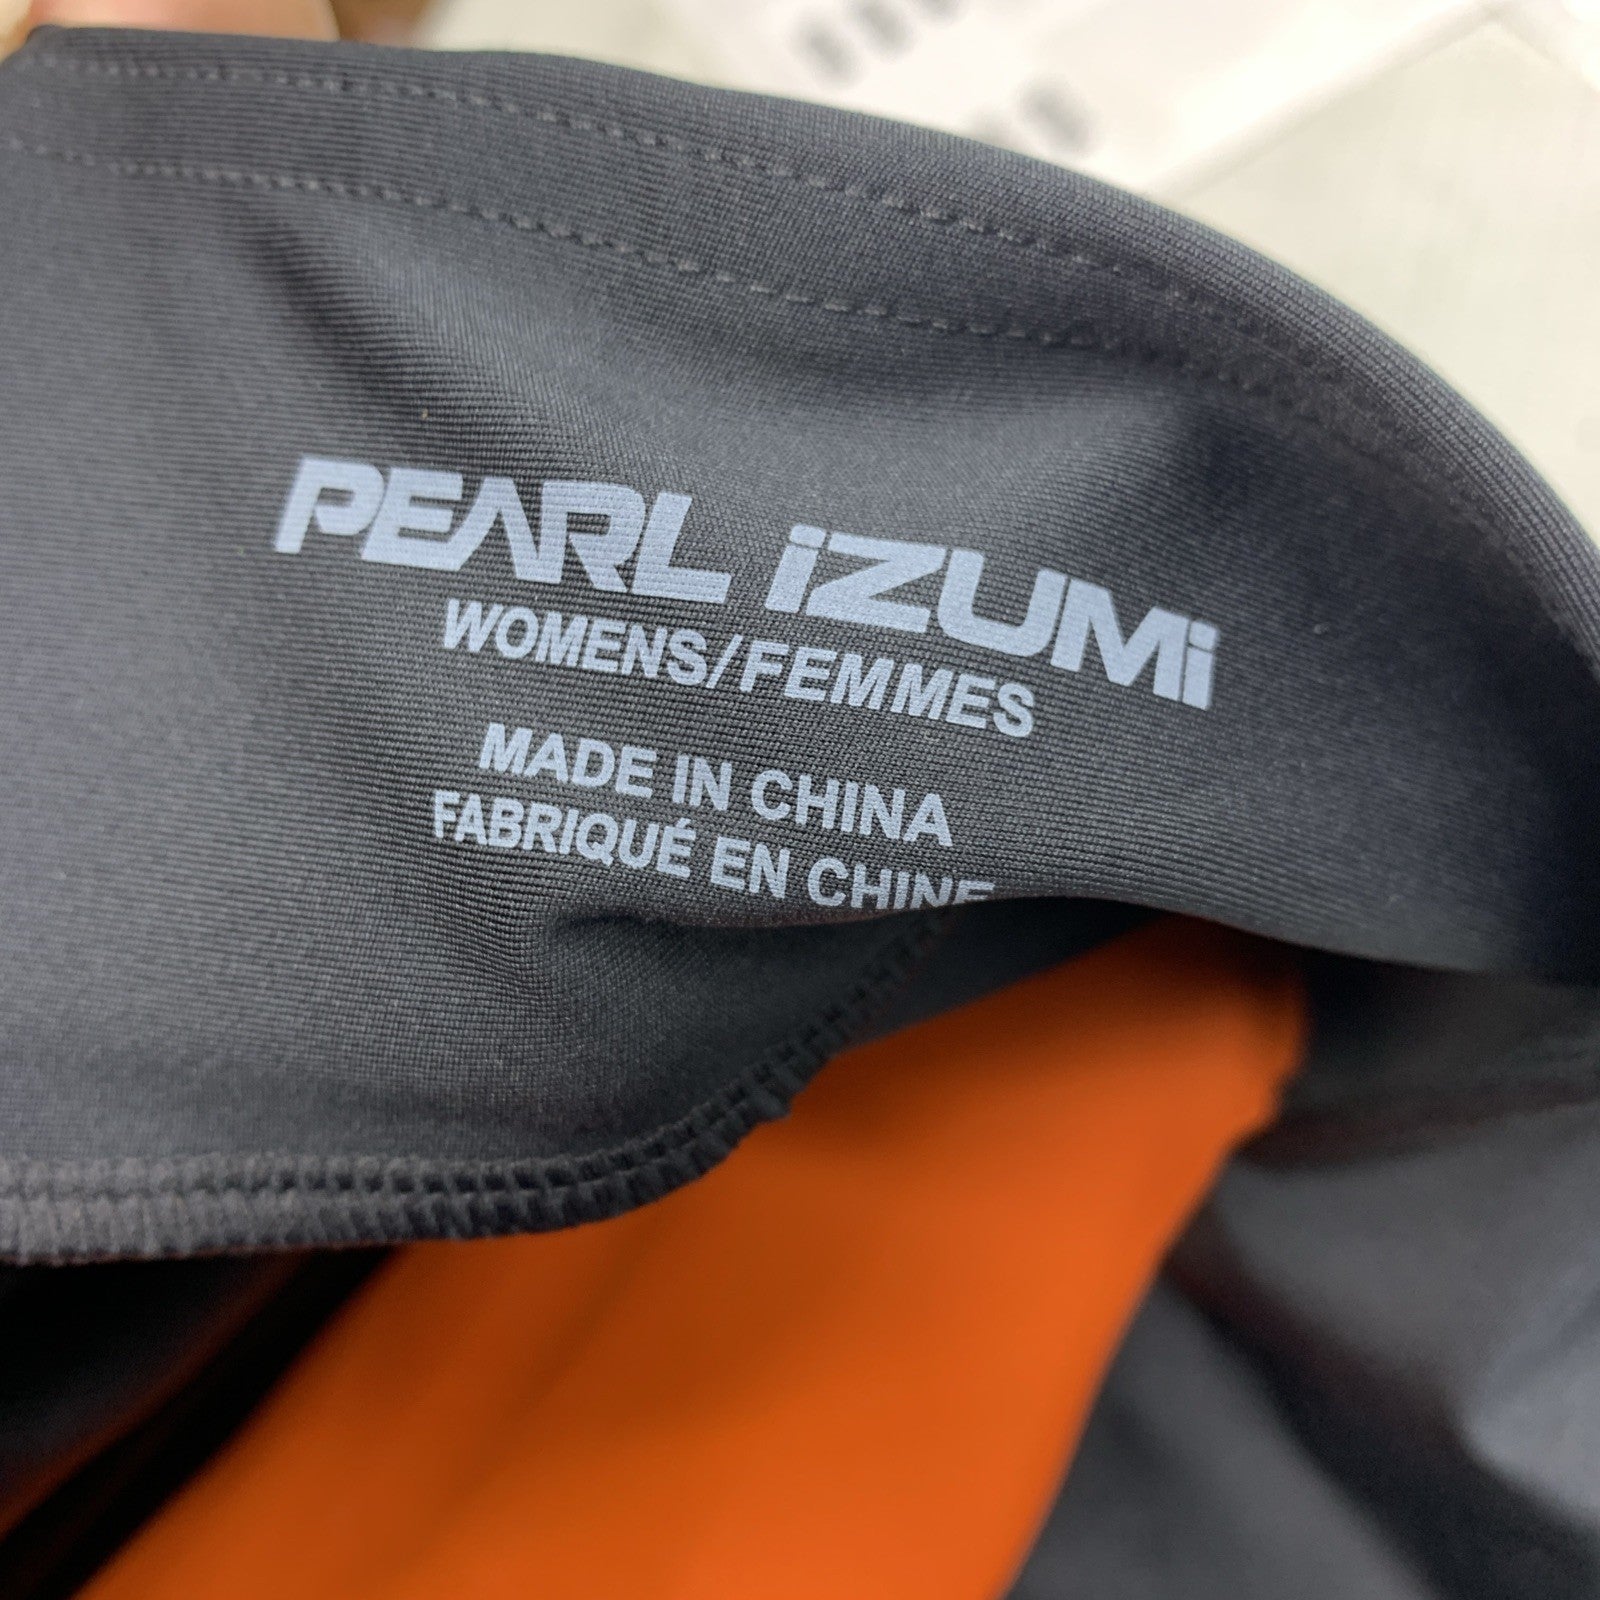 PEARL iZUMi
WOMENS/FEMMES
MADE IN CHINA
FABRIQUÉ EN CHINE